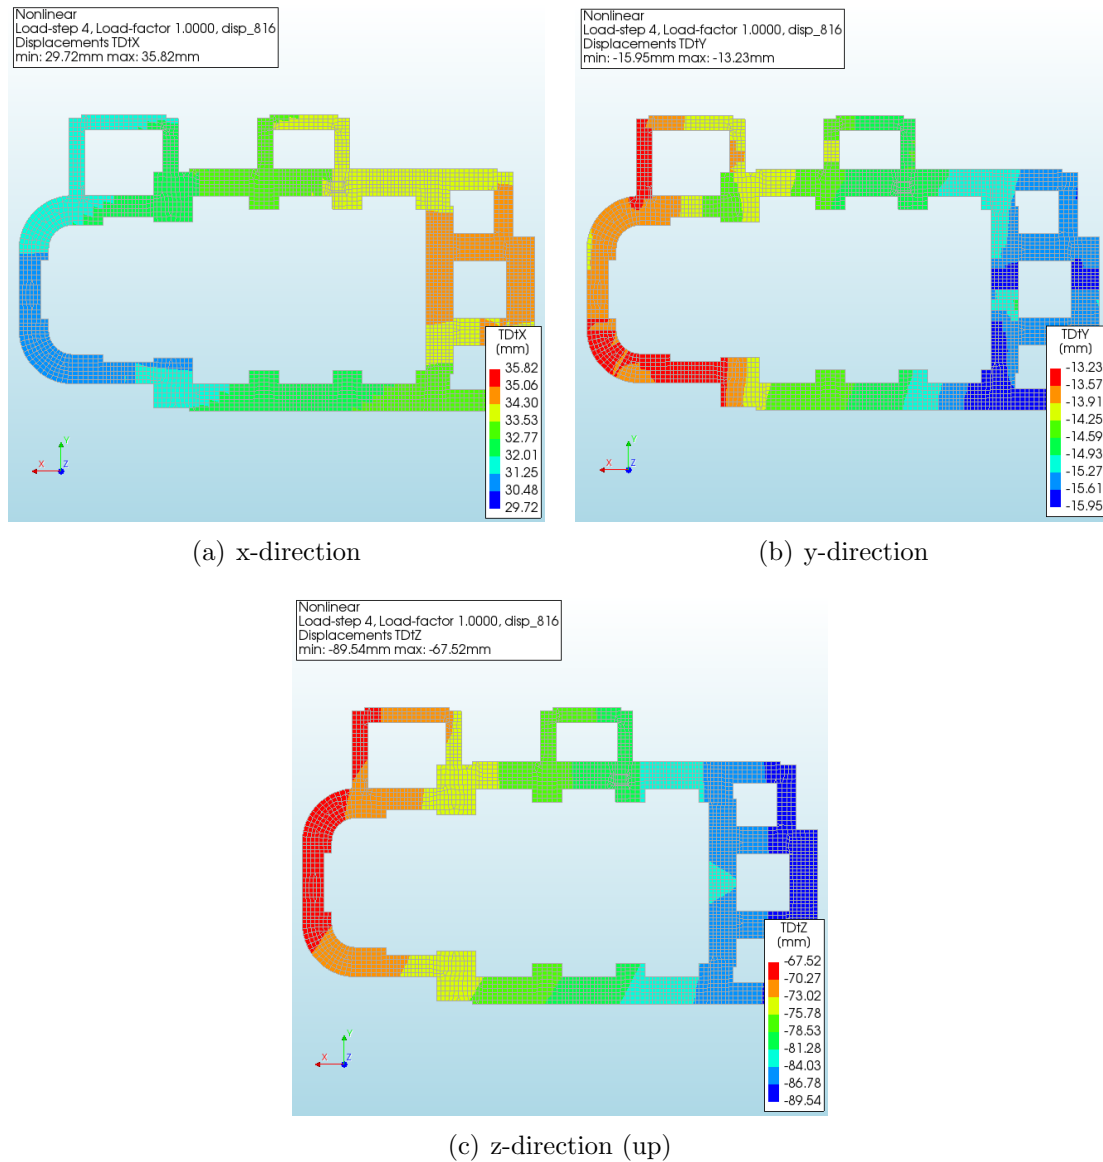 Nonlinear
Load-step 4, Load-factor 1.0000, disp_816
Displacements TDtX
min: 29.72mm max: 35.82mm
Y
X
Z
TDtX
(mm)
35.82
35.06
34.30
33.53
32.77
32.01
31.25
30.48
29.72
(a) x-direction
Nonlinear
Load-step 4, Load-factor 1.0000, disp_816
Displacements TDtY
min: -15.95mm max: -13.23mm
Y
X
Z
TDtY
(mm)
-13.23
-13.57
-13.91
-14.25
-14.59
-14.93
-15.27
-15.61
-15.95
(b) y-direction
Nonlinear
Load-step 4, Load-factor 1.0000, disp_816
Displacements TDtZ
min: -89.54mm max: -67.52mm
Y
X
Z
TDtZ
(mm)
-67.52
-70.27
-73.02
-75.78
-78.53
-81.28
-84.03
-86.78
-89.54
(c) z-direction (up)